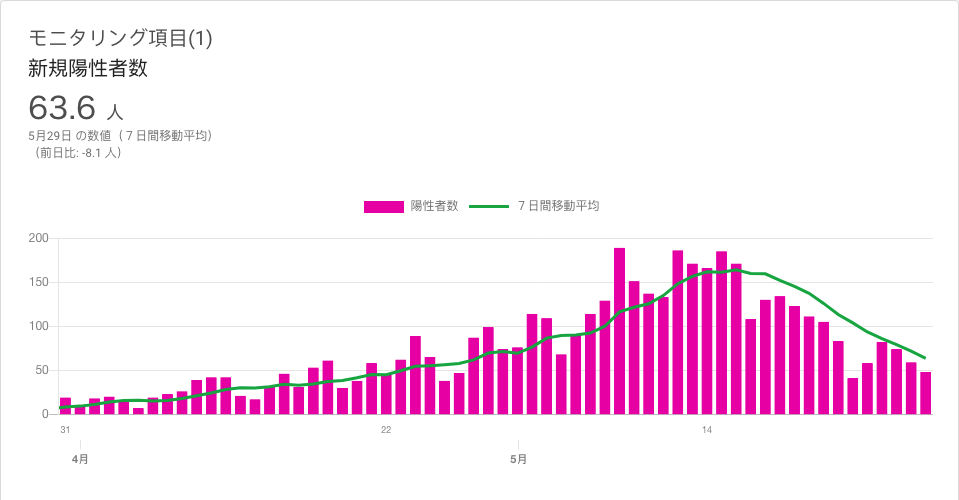 モニタリング項目(1)
新規陽性者数
63.6 人
5月29日 の数値（７日間移動平均）
（前日比: -8.1 人）
陽性者数 ７日間移動平均
200
150
100
50
0
31 22 14
4月 5月